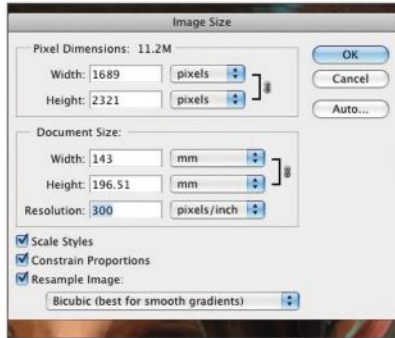 Image Size
Pixel Dimensions: 11.2M
Width: 1689 pixels
Height: 2321 pixels
OK
Cancel
Auto...
Document Size:
Width: 143 mm
Height: 196.51 mm
Resolution: 300 pixels/inch
Scale Styles
Constrain Proportions
Resample Image:
Bicubic (best for smooth gradients)